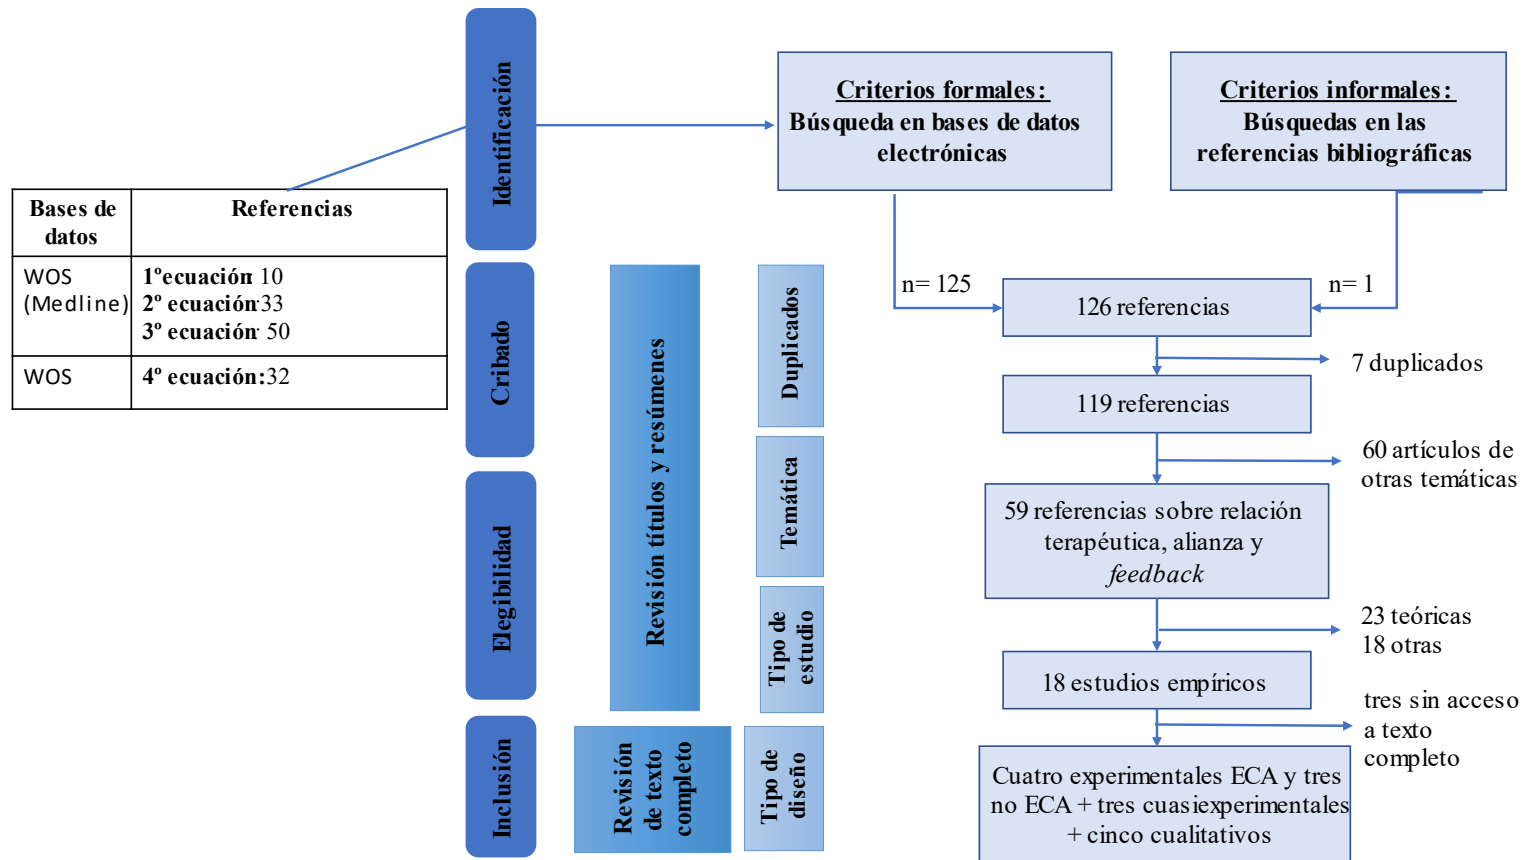 Identificación
Criterios formales:
Búsqueda en bases de datos
electrónicas
Criterios informales:
Búsquedas en las
referencias bibliográficas
Bases de
datos
Referencias
WOS
(Medline)
1ºecuación: 10
2º ecuación:33
3º ecuación: 50
WOS
4º ecuación:32
Cribado
Elegibilidad
Inclusión
Revisión títulos y resúmenes
Revisión
de texto
completo
Duplicados
Temática
Tipo de
estudio
Tipo de
diseño
n= 125
n= 1
126 referencias
7 duplicados
119 referencias
60 artículos de
otras temáticas
59 referencias sobre relación
terapéutica, alianza y
feedback
23 teóricas
18 otras
18 estudios empíricos
tres sin acceso
a texto
completo
Cuatro experimentales ECA y tres
no ECA + tres cuasiexperimentales
+ cinco cualitativos